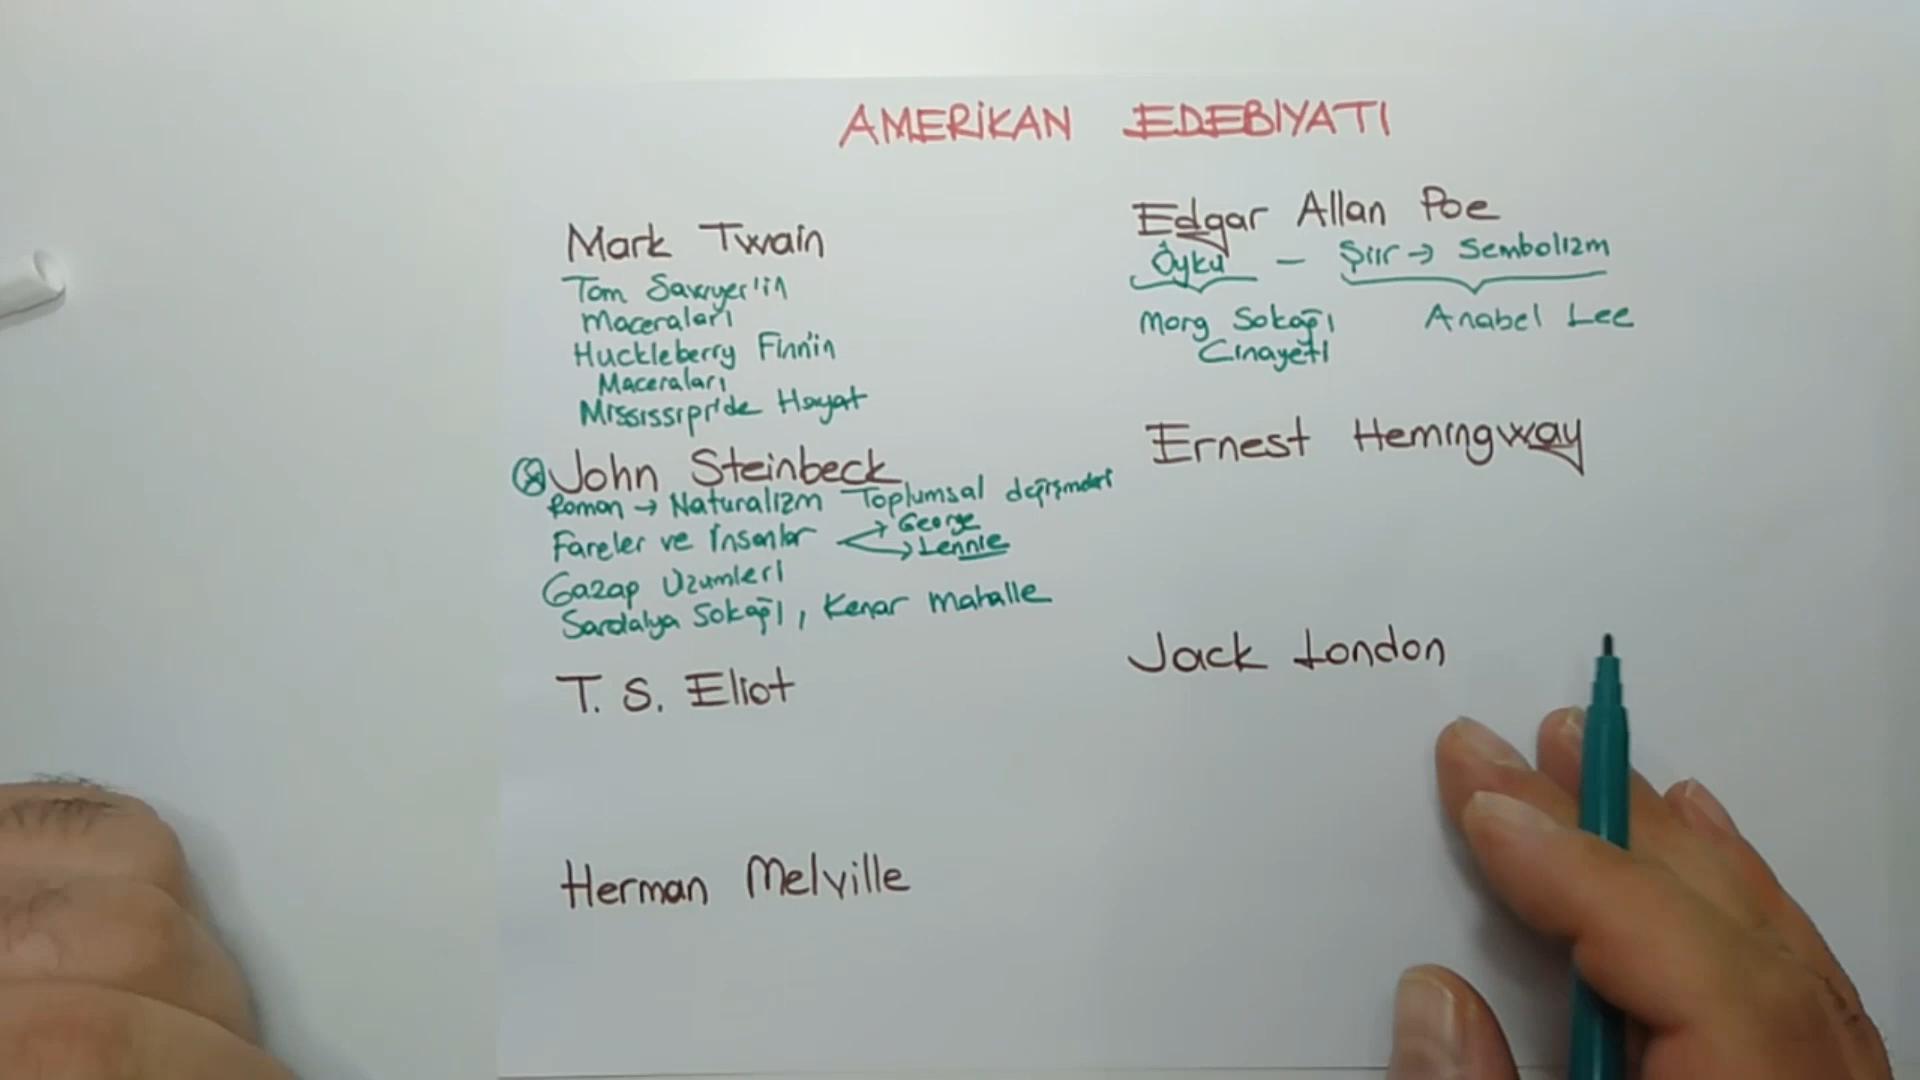 AMERİKAN EDEBIYATI
Mark Twain
Tom Sawyer'in
Maceraları
Huckleberry Finn'in
Maceraları
Mississipi'de Hayat
John Steinbeck
Roman → Naturalizm Toplumsal değişmeleri
Fareler ve İnsanlar → George
→ Lennie
Gazap Üzümleri
Sardalya Sokağı, Kenar Mahalle
T. S. Eliot
Herman Melville
Edgar Allan Poe
Öykü - Şiir → Sembolizm
Morg Sokağı
Cinayeti
Anabel Lee
Ernest Hemingway
Jack London